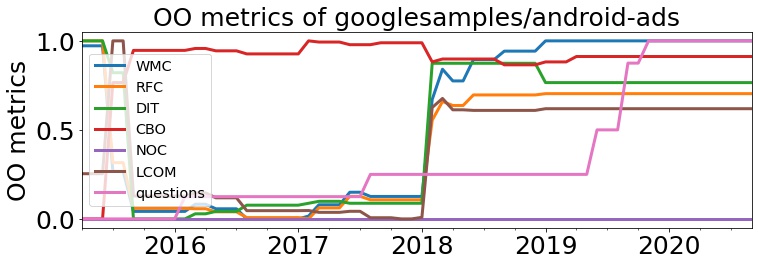 OO metrics of googlesamples/android-ads
OO metrics
1.0
0.5
0.0
WMC
RFC
DIT
CBO
NOC
LCOM
questions
2016 2017 2018 2019 2020